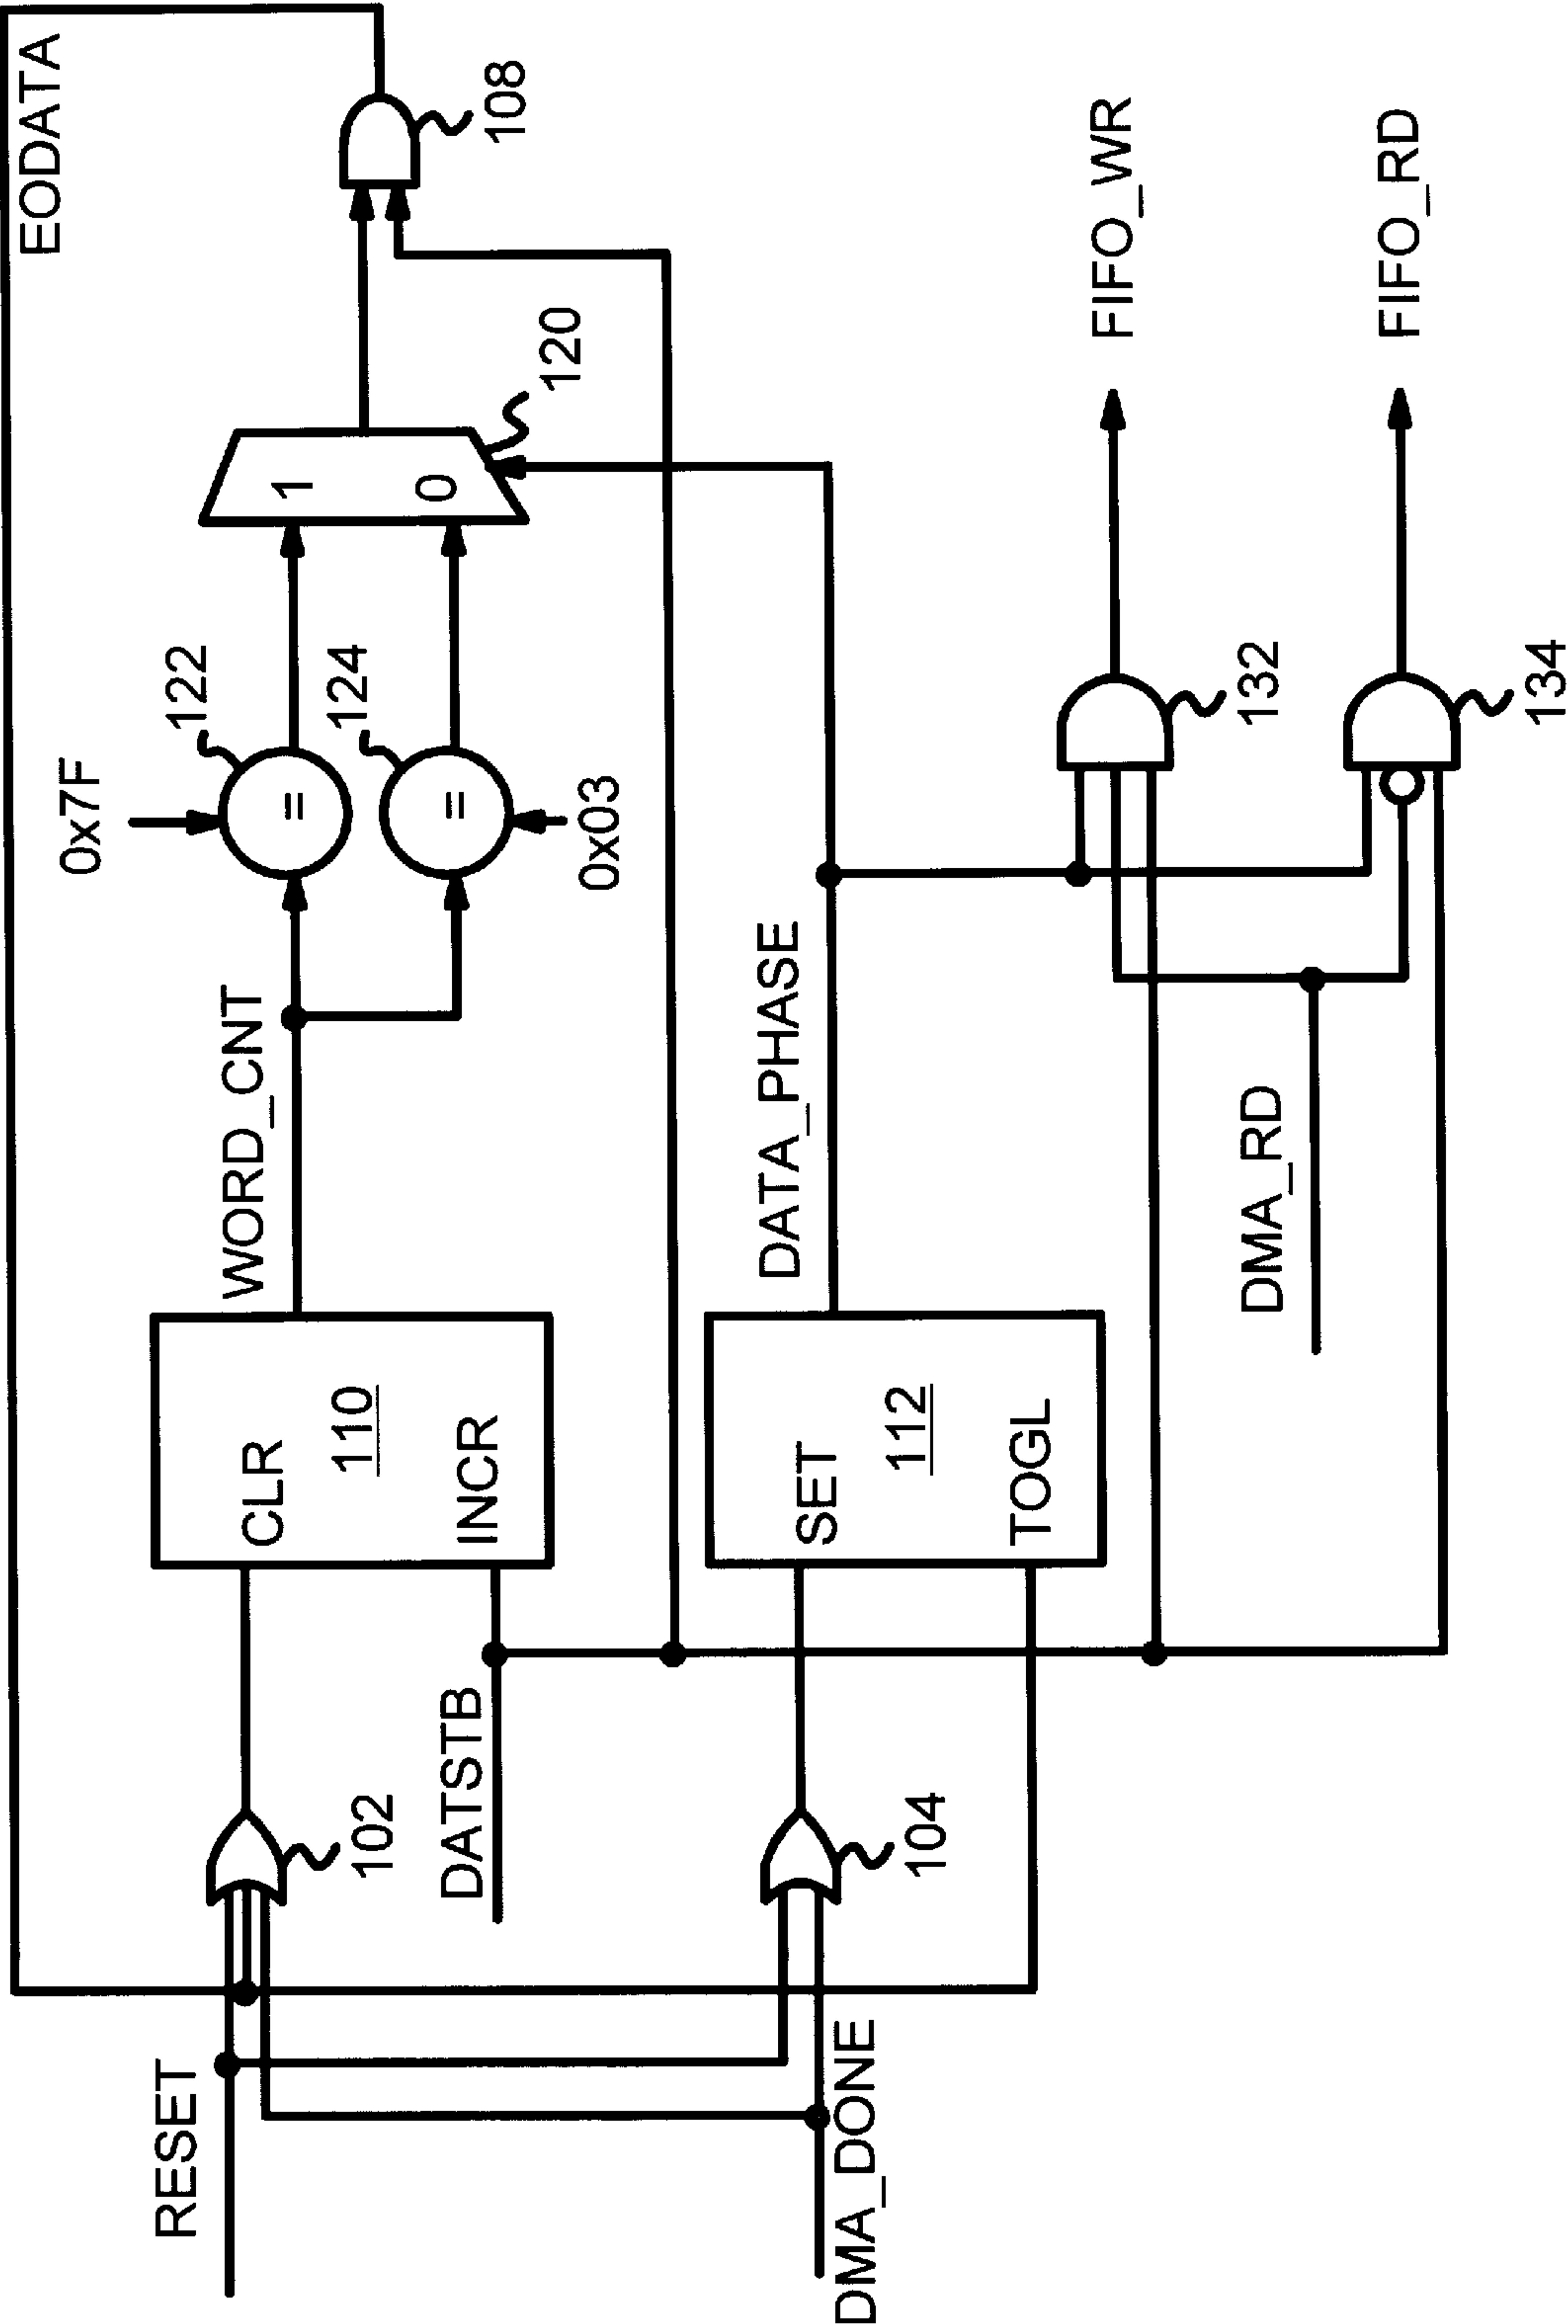 EODATA
0x7F
122
124
1
0
120
108
WORD_CNT
0x03
CLR
110
INCR
RESET
102
DATSTB
DATA_PHASE
SET
112
TOGL
104
DMA_DONE
DMA_RD
132
FIFO_WR
134
FIFO_RD
=
=